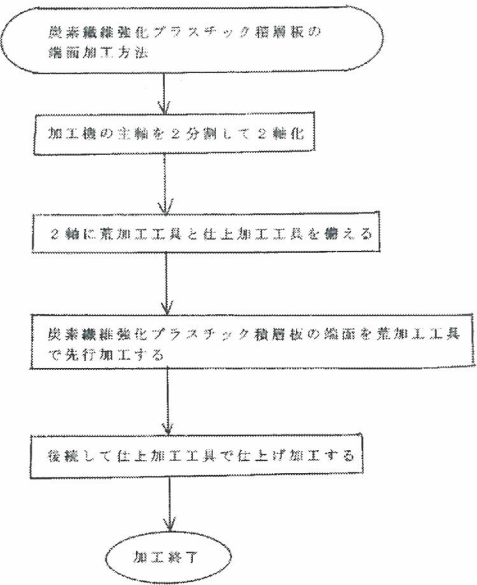 炭素繊維強化プラスチック積層板の
端面加工方法
加工機の主軸を2分割して2軸化
2軸に荒加工工具と仕上加工工具を備える
炭素繊維強化プラスチック積層板の端面を荒加工工具
で先行加工する
後続して仕上加工工具で仕上げ加工する
加工終了